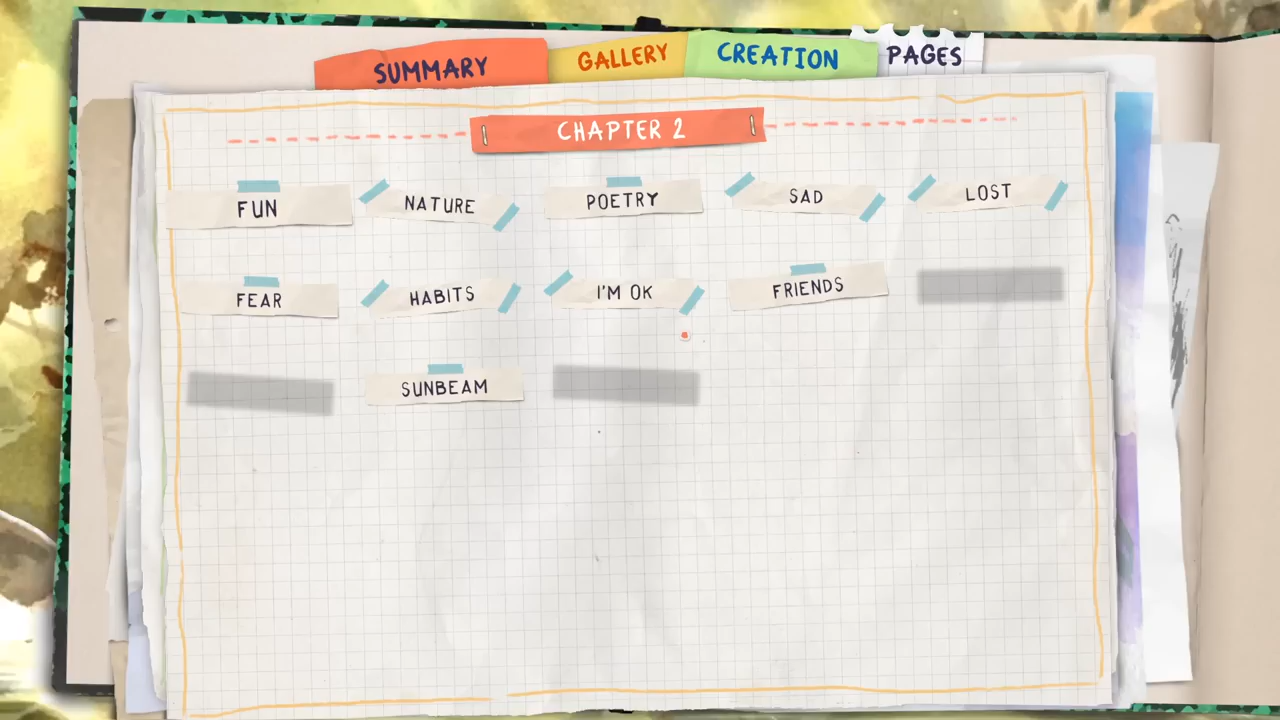 SUMMARY
GALLERY
CREATION
PAGES
CHAPTER 2
FUN
NATURE
POETRY
SAD
LOST
FEAR
HABITS
I'M OK
FRIENDS
SUNBEAM